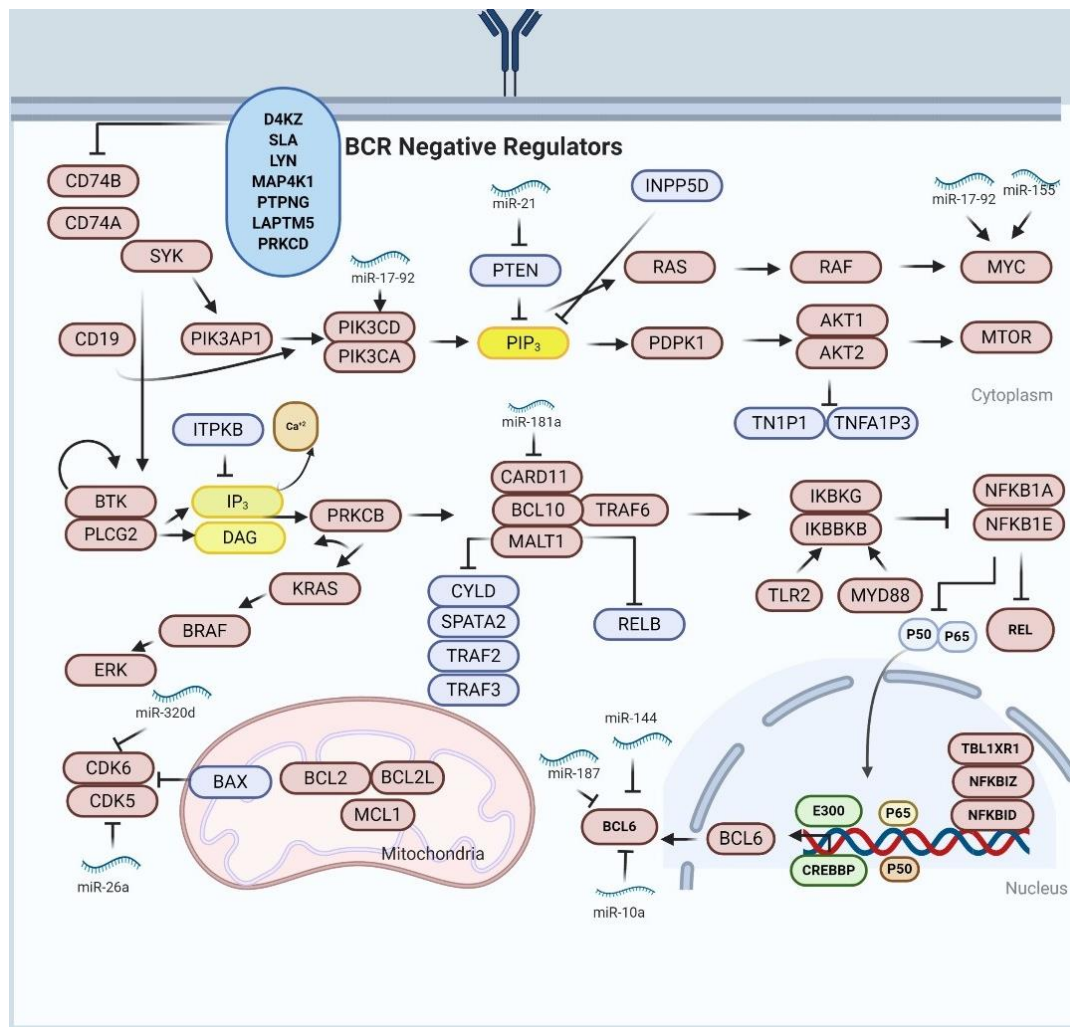 D4KZ
SLA
LYN
MAP4K1
PTPNG
LAPTM5
PRKCD
BCR Negative Regulators
CD74B
CD74A
SYK
miR-21
INPP5D
miR-17-92
miR-155
miR-17-92
PTEN
RAS
RAF
MYC
CD19
PIK3AP1
PIK3CD
PIK3CA
PIP₃
PDPK1
AKT1
AKT2
MTOR
Cytoplasm
TN1P1
TNFA1P3
ITPKB
Ca⁺²
miR-181a
BTK
PLCG2
IP₃
DAG
PRKCB
CARD11
BCL10
TRAF6
MALT1
IKBKG
IKBBKB
NFKB1A
NFKB1E
KRAS
CYLD
SPATA2
TRAF2
TRAF3
RELB
TLR2
MYD88
BRAF
ERK
P50
P65
REL
miR-320d
CDK6
CDK5
miR-26a
BAX
BCL2
BCL2L
MCL1
Mitochondria
miR-144
miR-187
BCL6
miR-10a
BCL6
E300
CREBBP
P65
P50
TBL1XR1
NFKBIZ
NFKBID
Nucleus